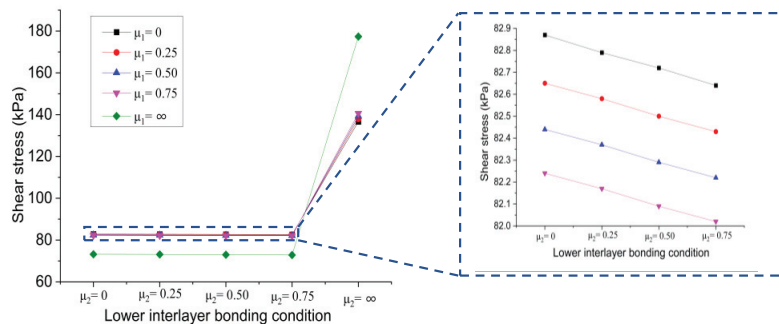 Shear stress (kPa)
180
160
140
120
100
80
60
μ₁= 0
μ₁= 0.25
μ₁= 0.50
μ₁= 0.75
μ₁= ∞
μ₂= 0
μ₂= 0.25
μ₂= 0.50
μ₂= 0.75
μ₂= ∞
Lower interlayer bonding condition
Shear stress (kPa)
82.9
82.8
82.7
82.6
82.5
82.4
82.3
82.2
82.1
82.0
μ₂= 0
μ₂= 0.25
μ₂= 0.50
μ₂= 0.75
Lower interlayer bonding condition